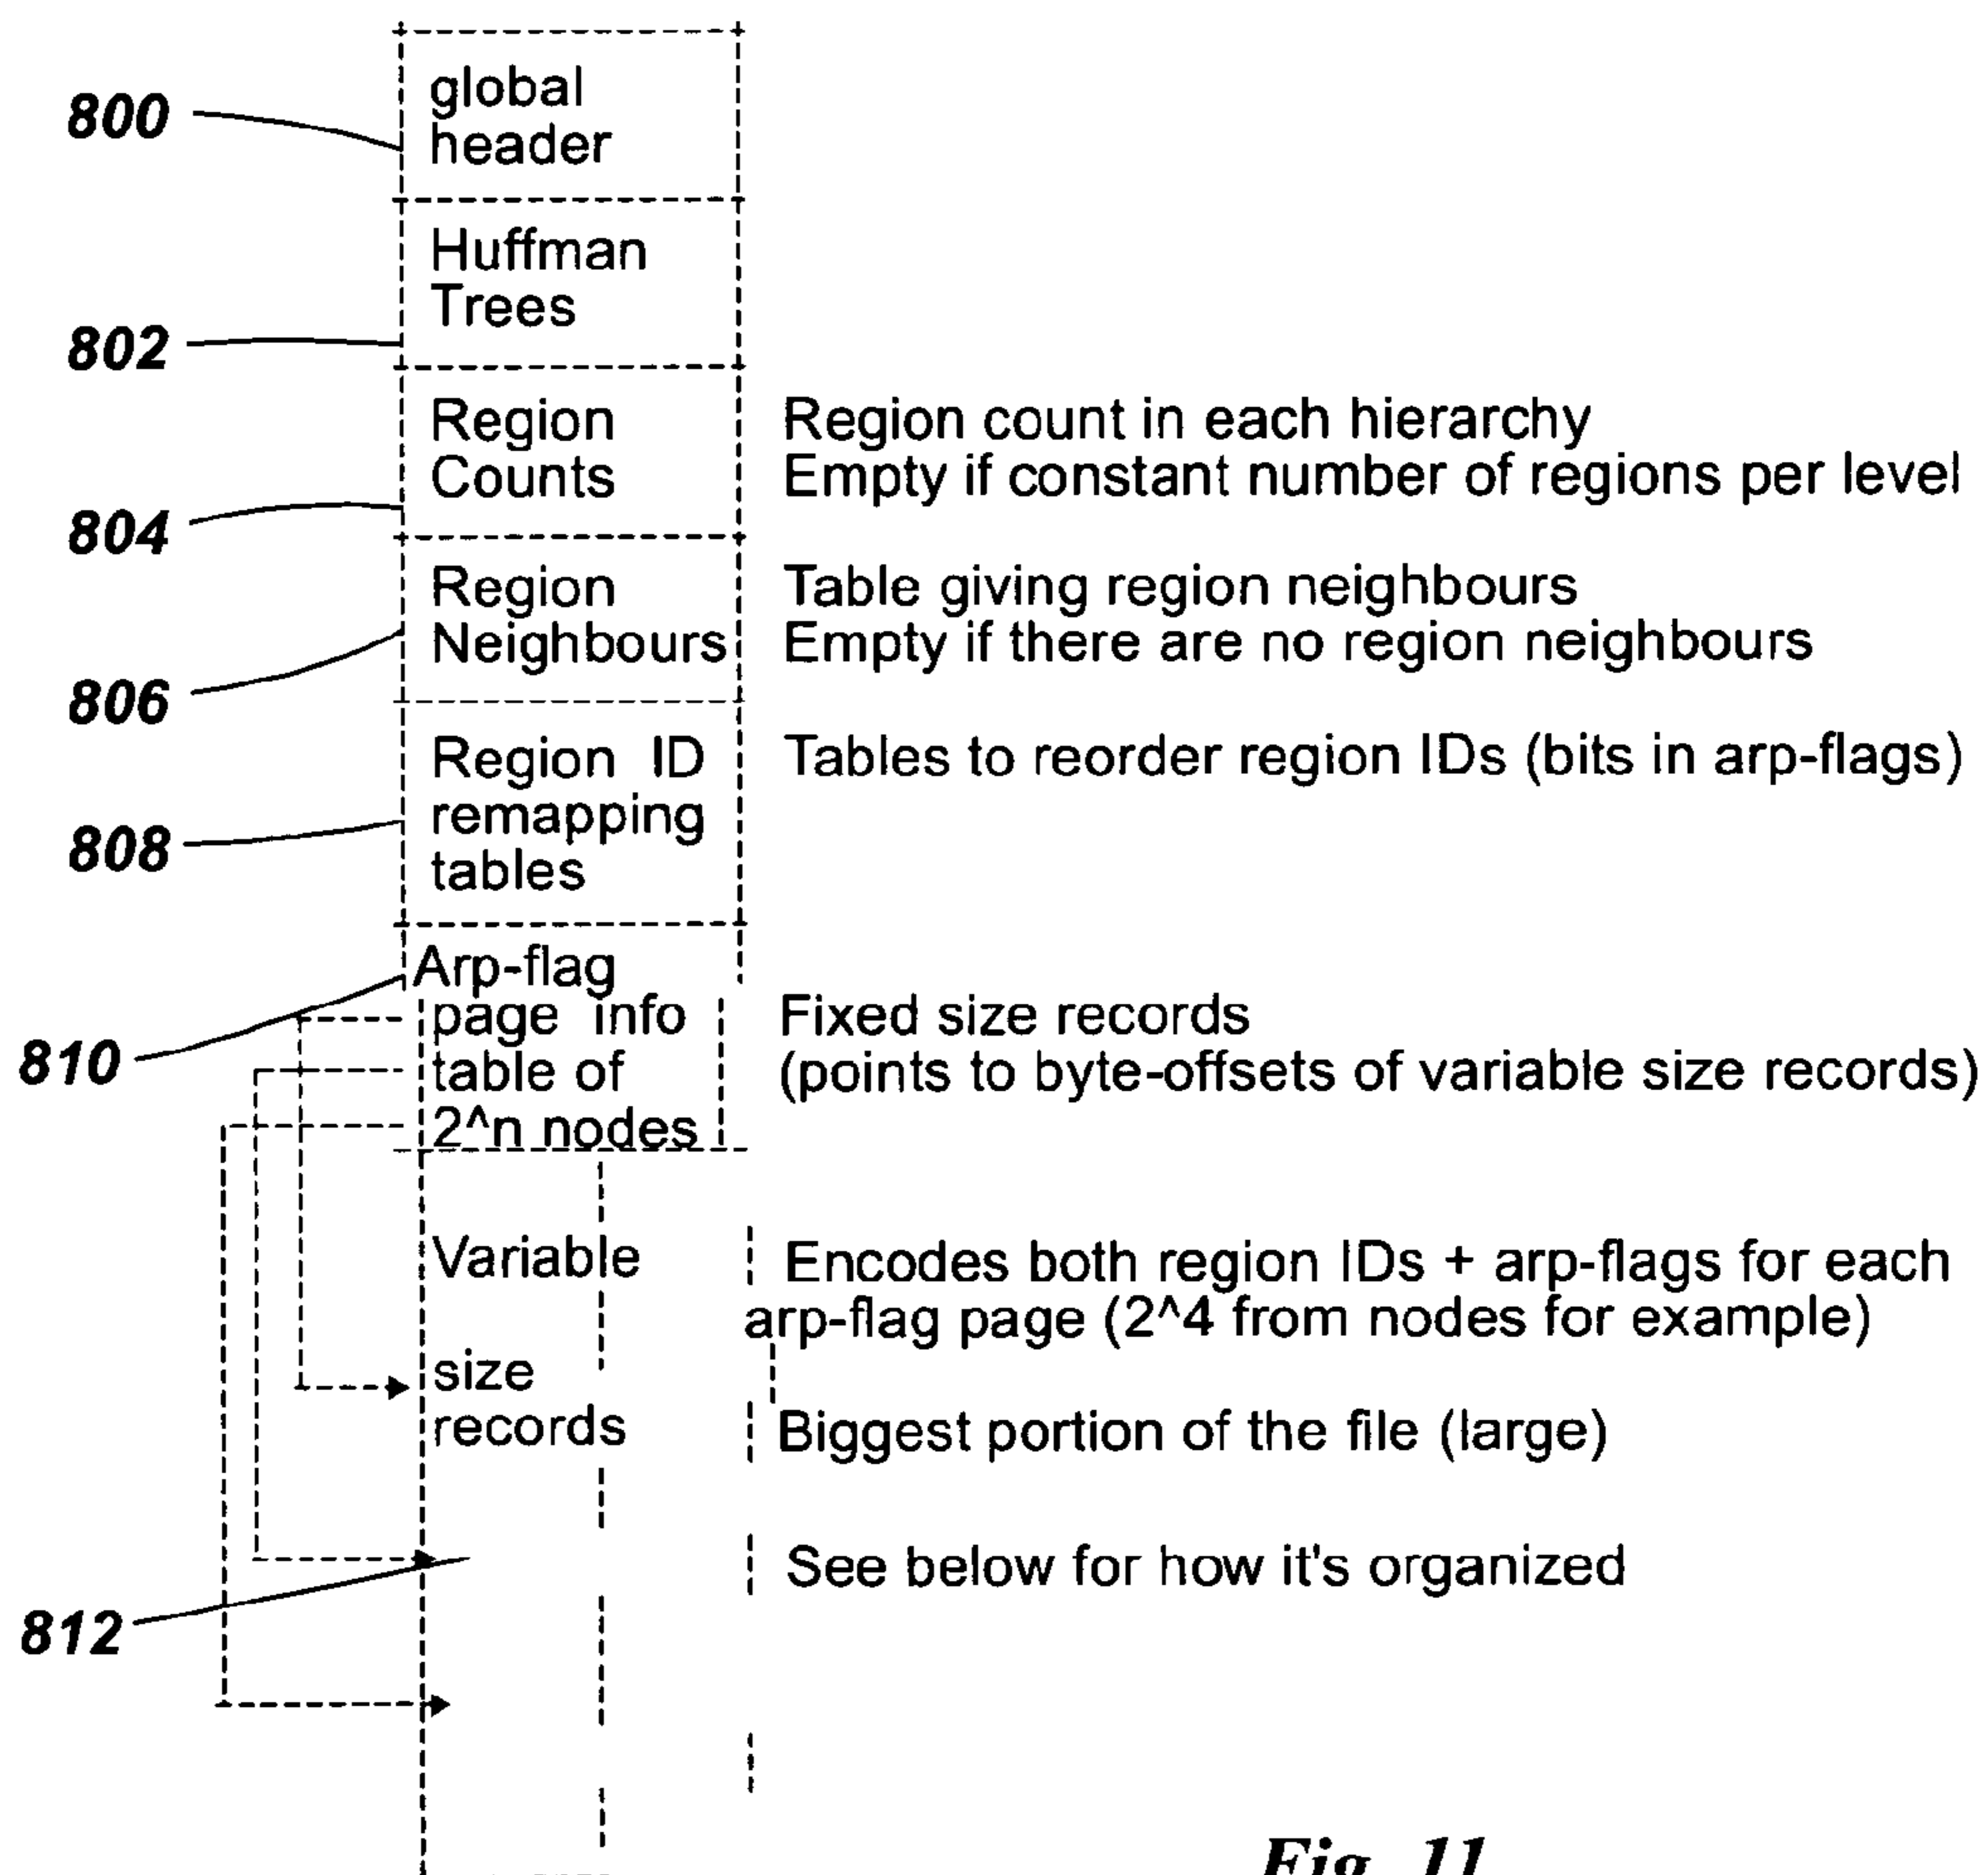 800
global
header
Huffman
Trees
802
Region
Counts
Region count in each hierarchy
Empty if constant number of regions per level
804
Region
Neighbours
Table giving region neighbours
Empty if there are no region neighbours
806
Region ID
remapping
tables
Tables to reorder region IDs (bits in arp-flags)
808
Arp-flag
page info
table of
2^n nodes
Fixed size records
(points to byte-offsets of variable size records)
810
Variable
size
records
Encodes both region IDs + arp-flags for each
arp-flag page (2^4 from nodes for example)
Biggest portion of the file (large)
See below for how it's organized
812
Fig. 11